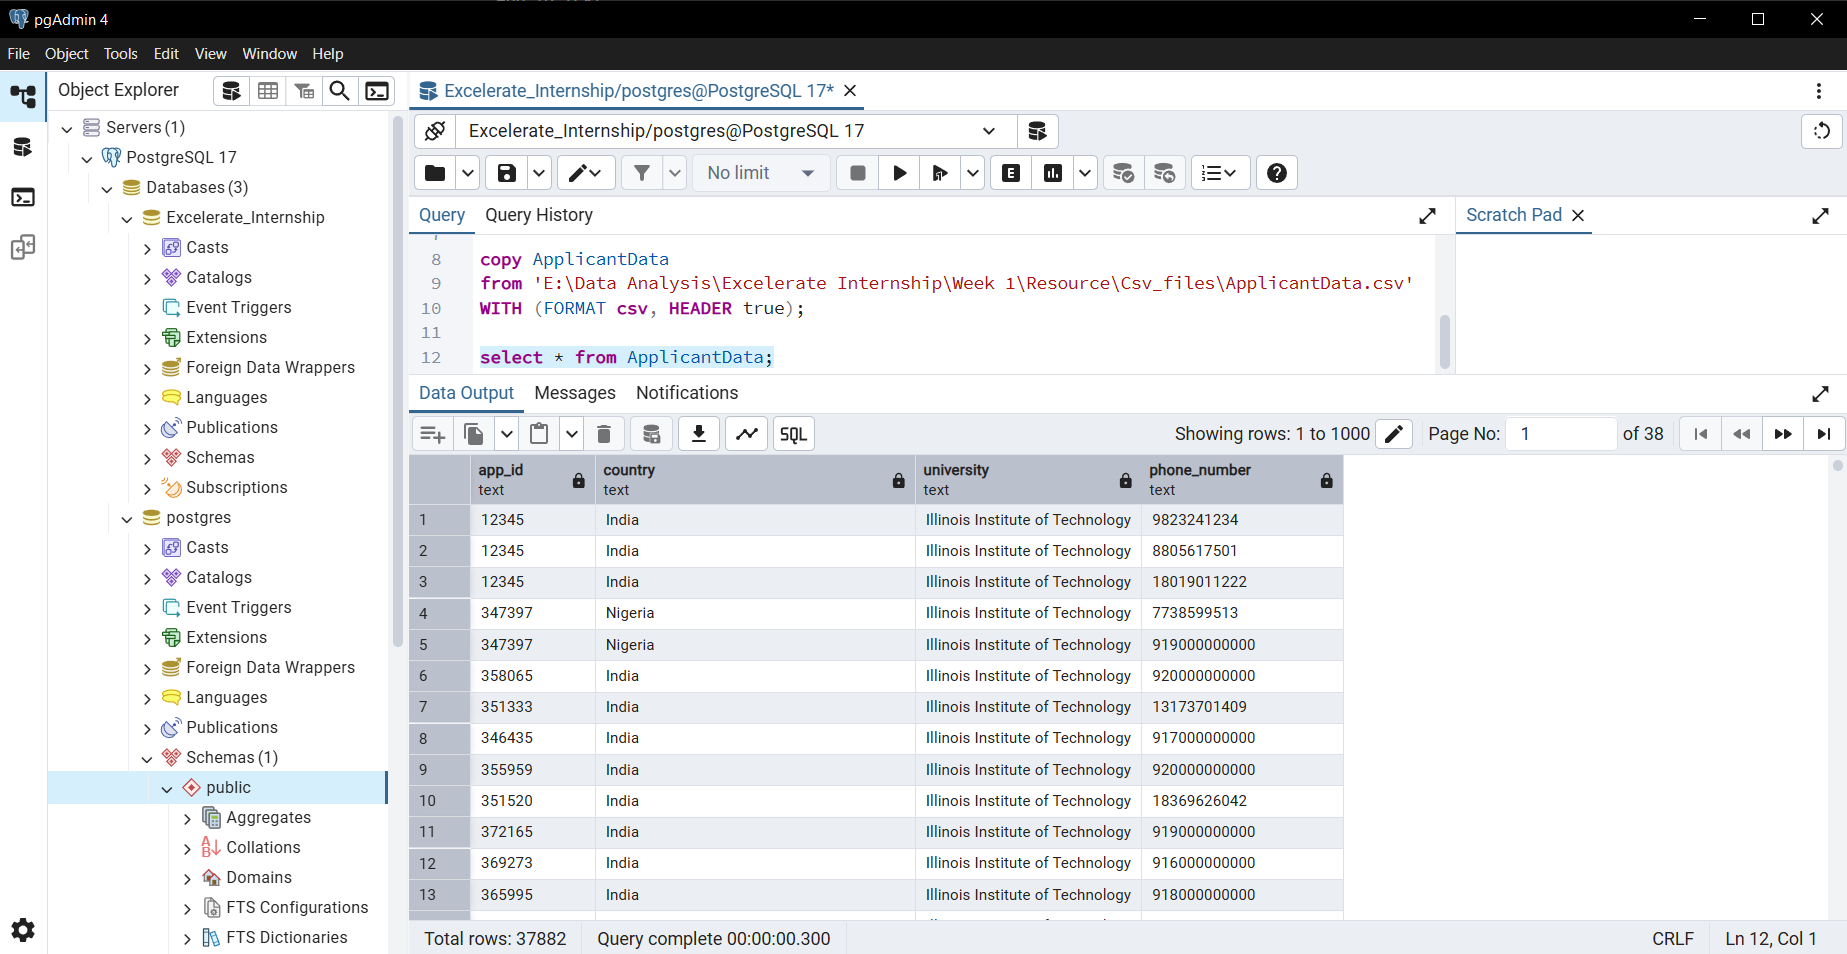 pgAdmin 4
File Object Tools Edit View Window Help
Object Explorer
Servers (1)
PostgreSQL 17
Databases (3)
Excelerate_Internship
Casts
Catalogs
Event Triggers
Extensions
Foreign Data Wrappers
Languages
Publications
Schemas
Subscriptions
postgres
Casts
Catalogs
Event Triggers
Extensions
Foreign Data Wrappers
Languages
Publications
Schemas (1)
public
Aggregates
Collations
Domains
FTS Configurations
FTS Dictionaries
Excelerate_Internship/postgres@PostgreSQL 17*
Excelerate_Internship/postgres@PostgreSQL 17
No limit
E
Query Query History
Scratch Pad
8 copy ApplicantData
9 from 'E:\Data Analysis\Excelerate Internship\Week 1\Resource\Csv_files\ApplicantData.csv'
10 WITH (FORMAT csv, HEADER true);
11
12 select * from ApplicantData;
Data Output Messages Notifications
SQL
Showing rows: 1 to 1000 Page No: 1 of 38
app_id country university phone_number
text text text text
1 12345 India Illinois Institute of Technology 9823241234
2 12345 India Illinois Institute of Technology 8805617501
3 12345 India Illinois Institute of Technology 18019011222
4 347397 Nigeria Illinois Institute of Technology 7738599513
5 347397 Nigeria Illinois Institute of Technology 919000000000
6 358065 India Illinois Institute of Technology 920000000000
7 351333 India Illinois Institute of Technology 13173701409
8 346435 India Illinois Institute of Technology 917000000000
9 355959 India Illinois Institute of Technology 920000000000
10 351520 India Illinois Institute of Technology 18369626042
11 372165 India Illinois Institute of Technology 919000000000
12 369273 India Illinois Institute of Technology 916000000000
13 365995 India Illinois Institute of Technology 918000000000
Total rows: 37882 Query complete 00:00:00.300
CRLF Ln 12, Col 1